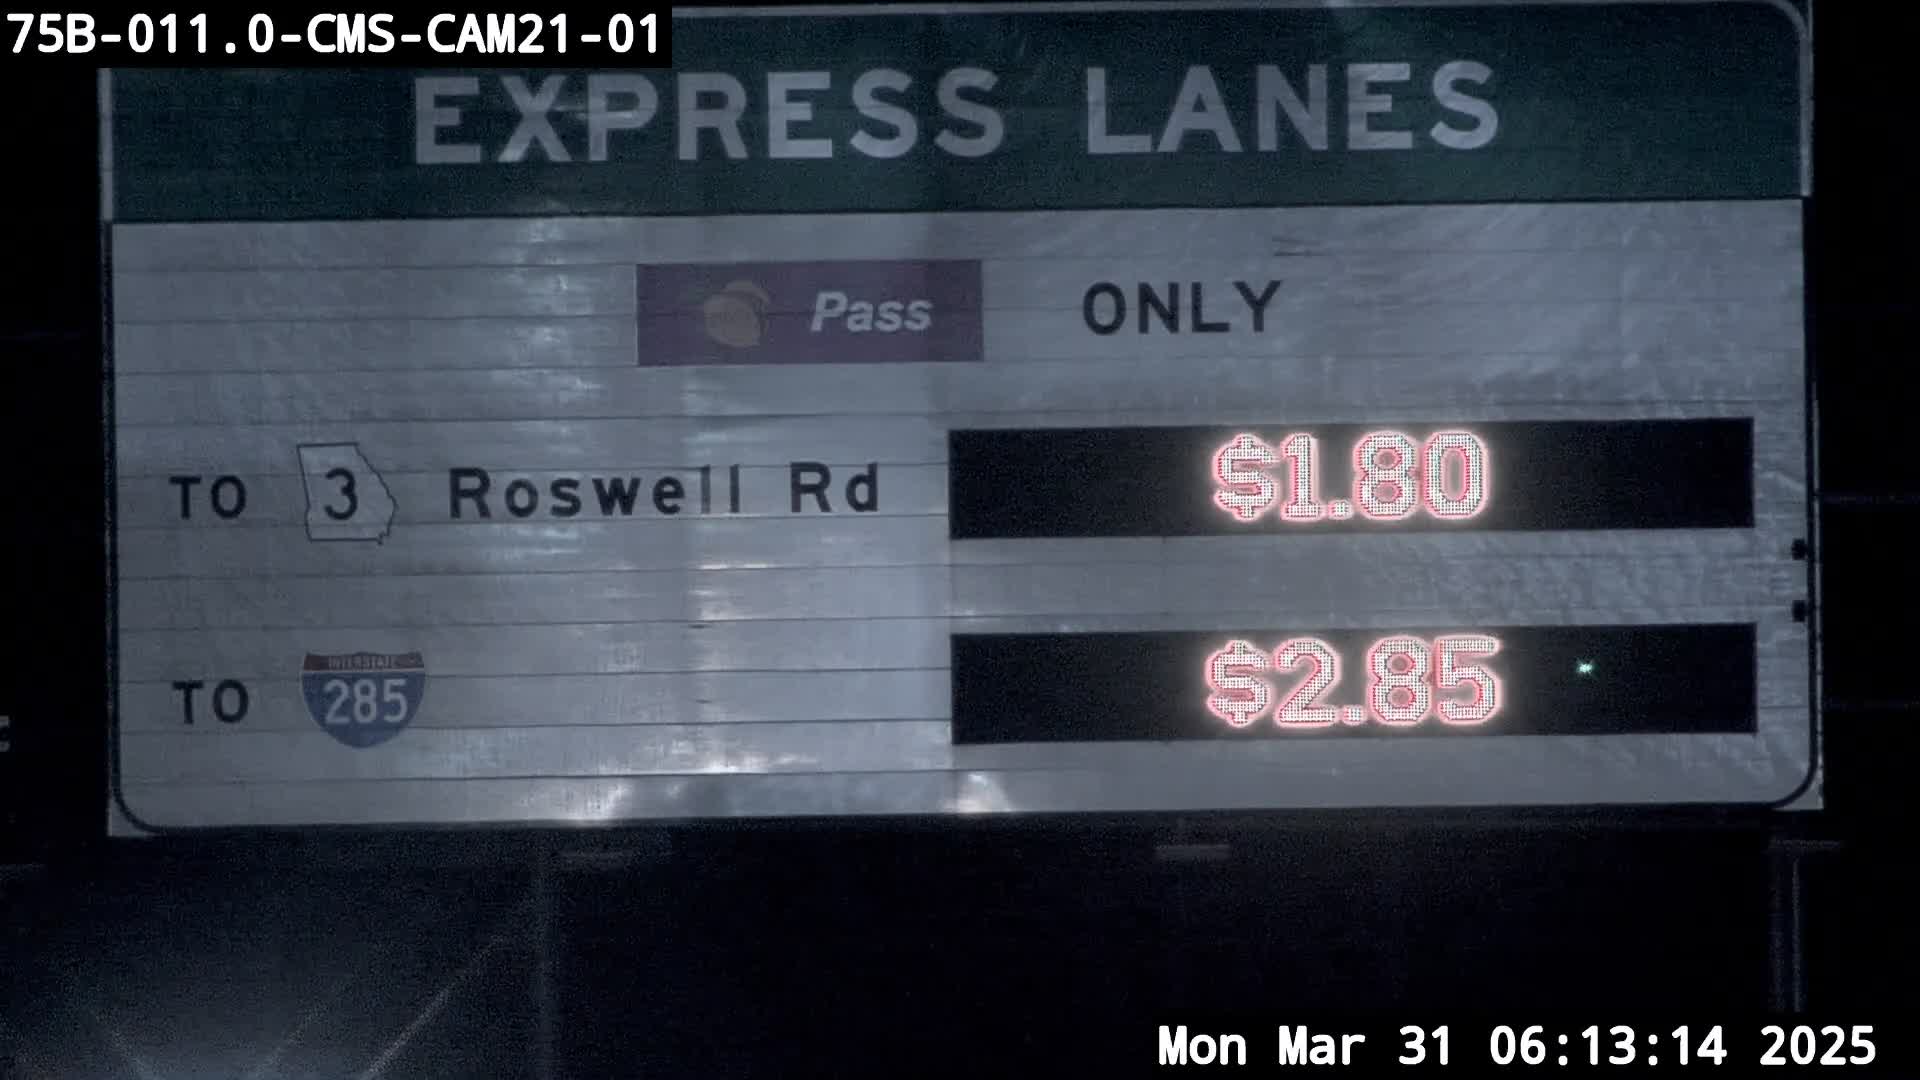 75B-011.0-CMS-CAM21-01
EXPRESS LANES
Pass ONLY
TO 3 Roswell Rd $1.80
INTERSTATE
TO 285 $2.85
Mon Mar 31 06:13:14 2025